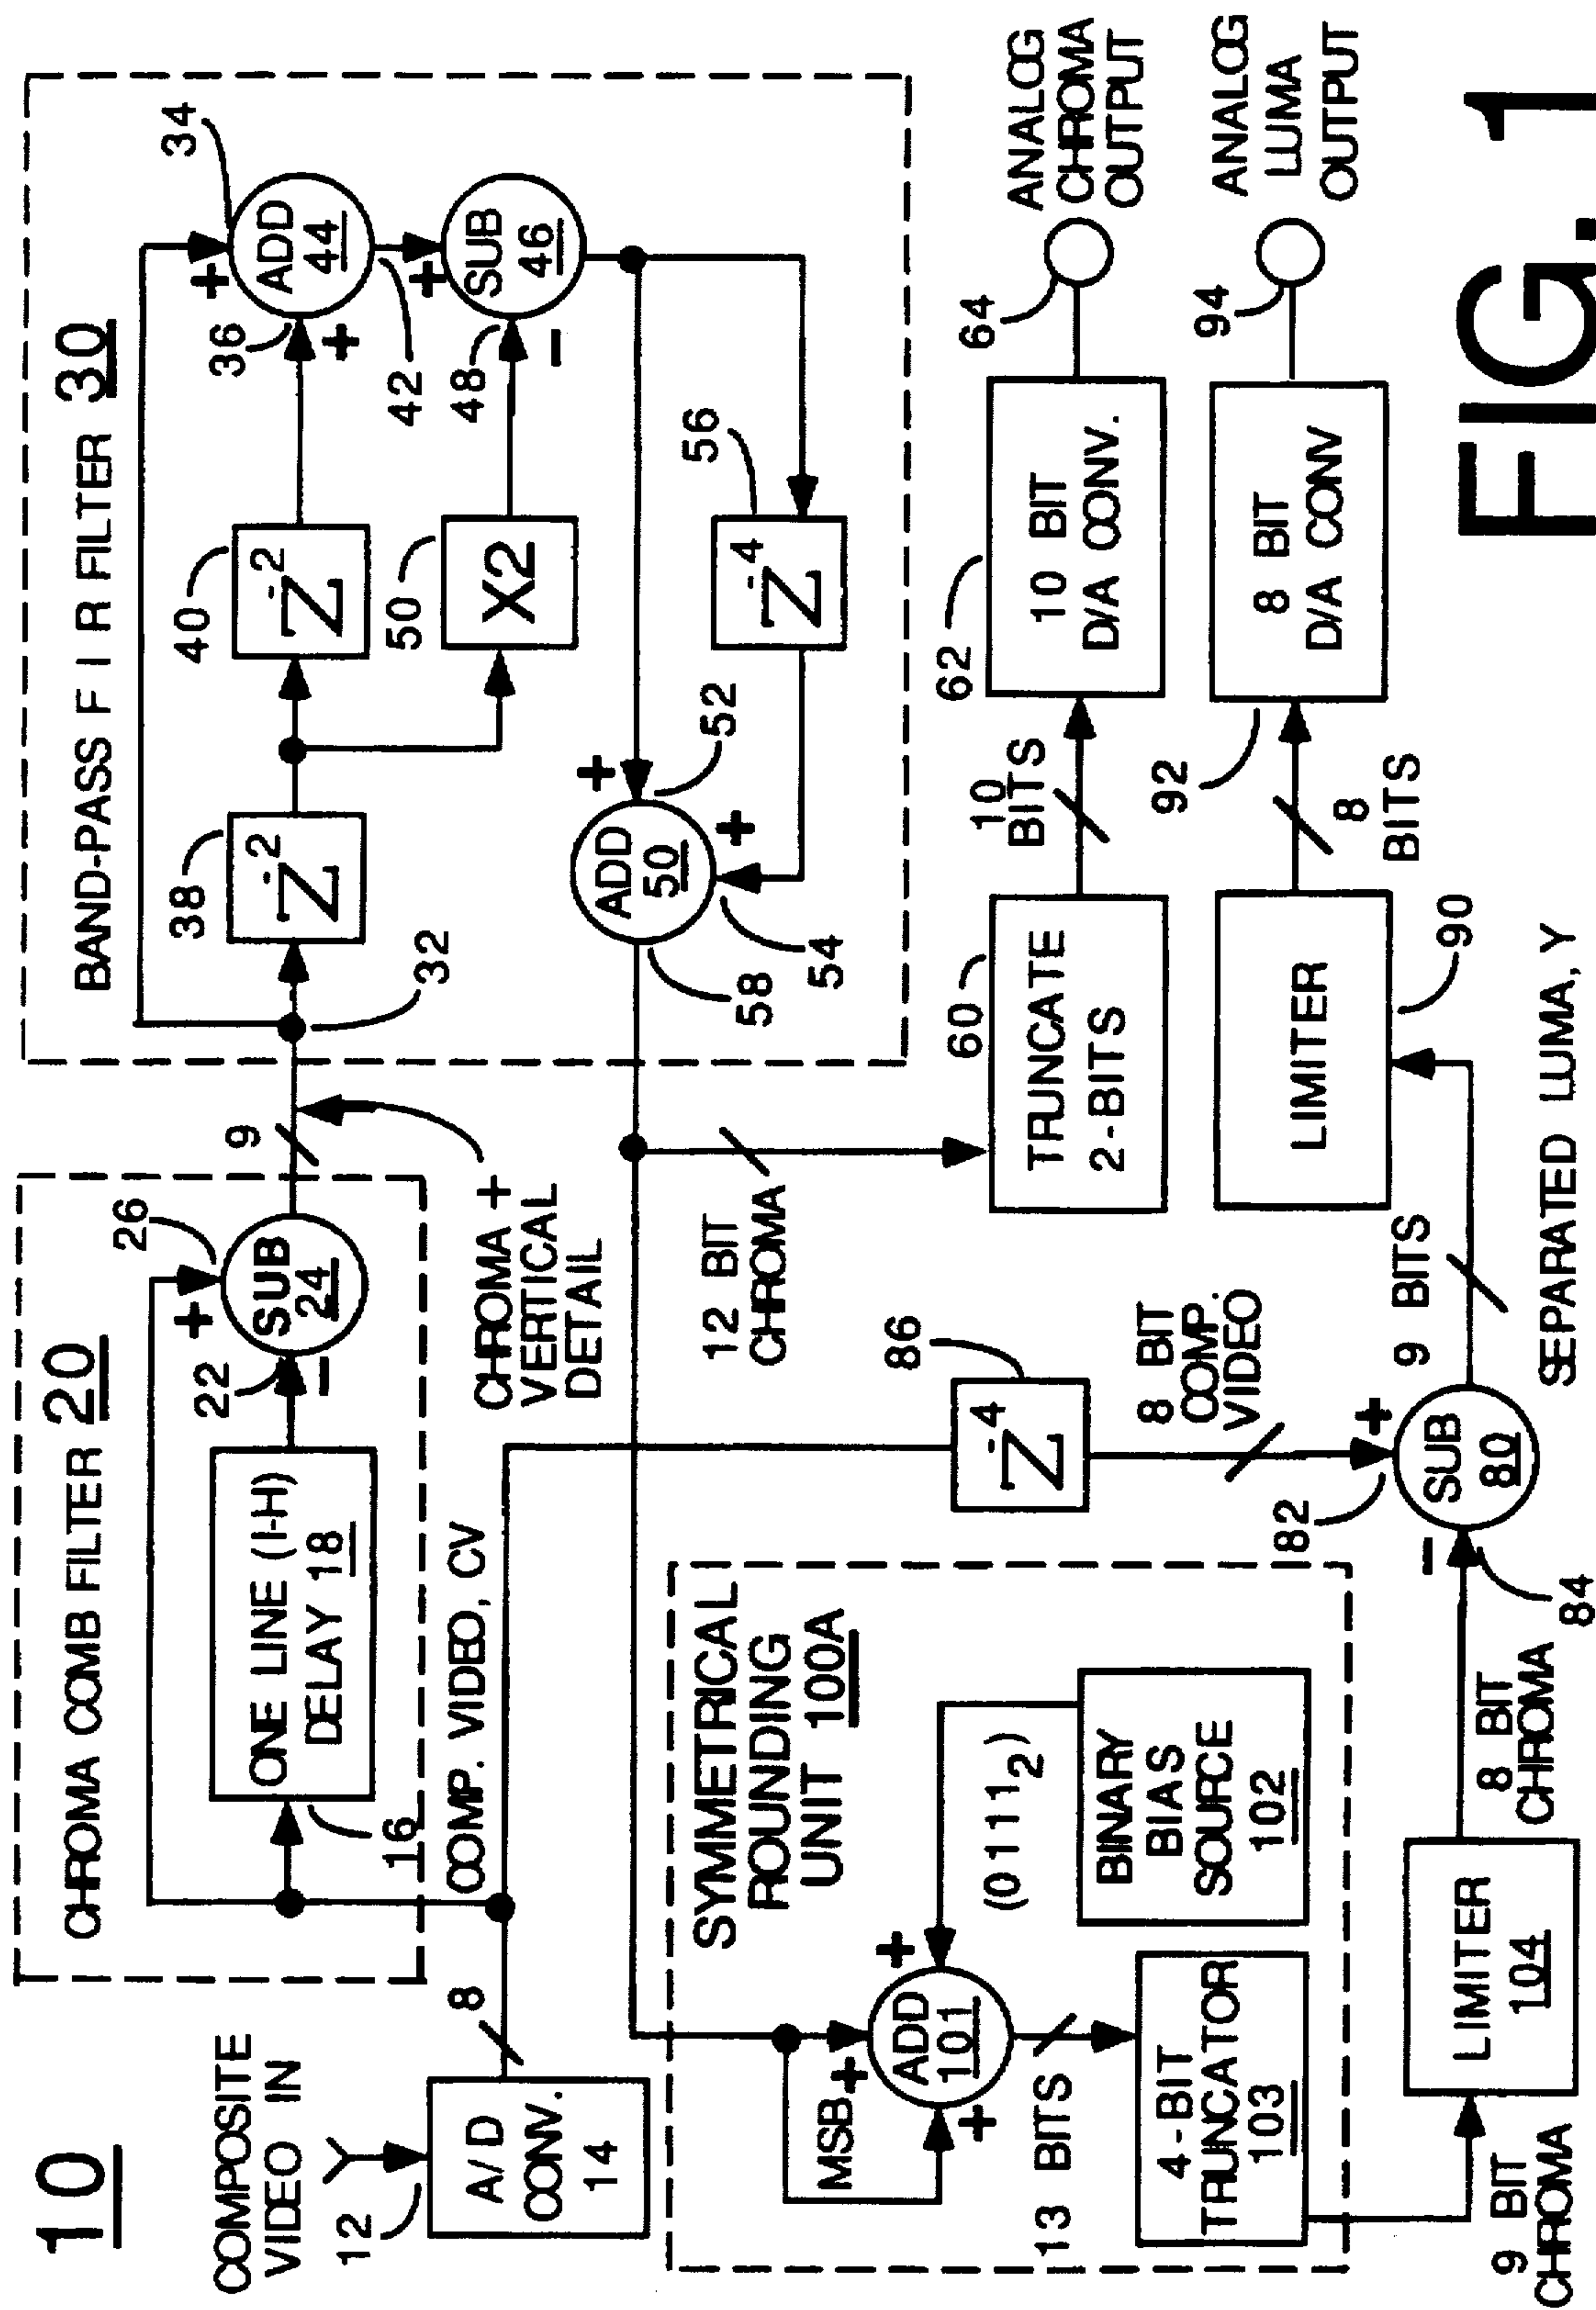 10
COMPOSITE
VIDEO IN
12
A/D
CONV.
14
8
CHROMA COMB FILTER 20
ONE LINE (I-H)
DELAY 18
16
22
–
+
26
SUB
24
9
CHROMA +
VERTICAL
DETAIL
COMP. VIDEO, CV
BAND-PASS F I R FILTER 30
32
38
Z-2
40
Z-2
50
X2
36
+
34
+
ADD
44
42
+
48
–
SUB
46
56
Z-4
52
+
54
+
ADD
50
58
12 BIT
CHROMA
60
TRUNCATE
2-BITS
10
BITS
62
10 BIT
D/A CONV.
64
ANALOG
CHROMA
OUTPUT
SYMMETRICAL
ROUNDING
UNIT 100A
MSB
+
+
+
ADD
101
(01112)
BINARY
BIAS
SOURCE
102
13 BITS
4-BIT
TRUNCATOR
103
9 BIT
CHROMA
LIMITER
104
8 BIT
CHROMA
84
–
SUB
80
82
+
86
Z-4
8 BIT
COMP.
VIDEO
9 BITS
SEPARATED LUMA, Y
LIMITER
90
8
BITS
92
8 BIT
D/A CONV
94
ANALOG
LUMA
OUTPUT
FIG. 1